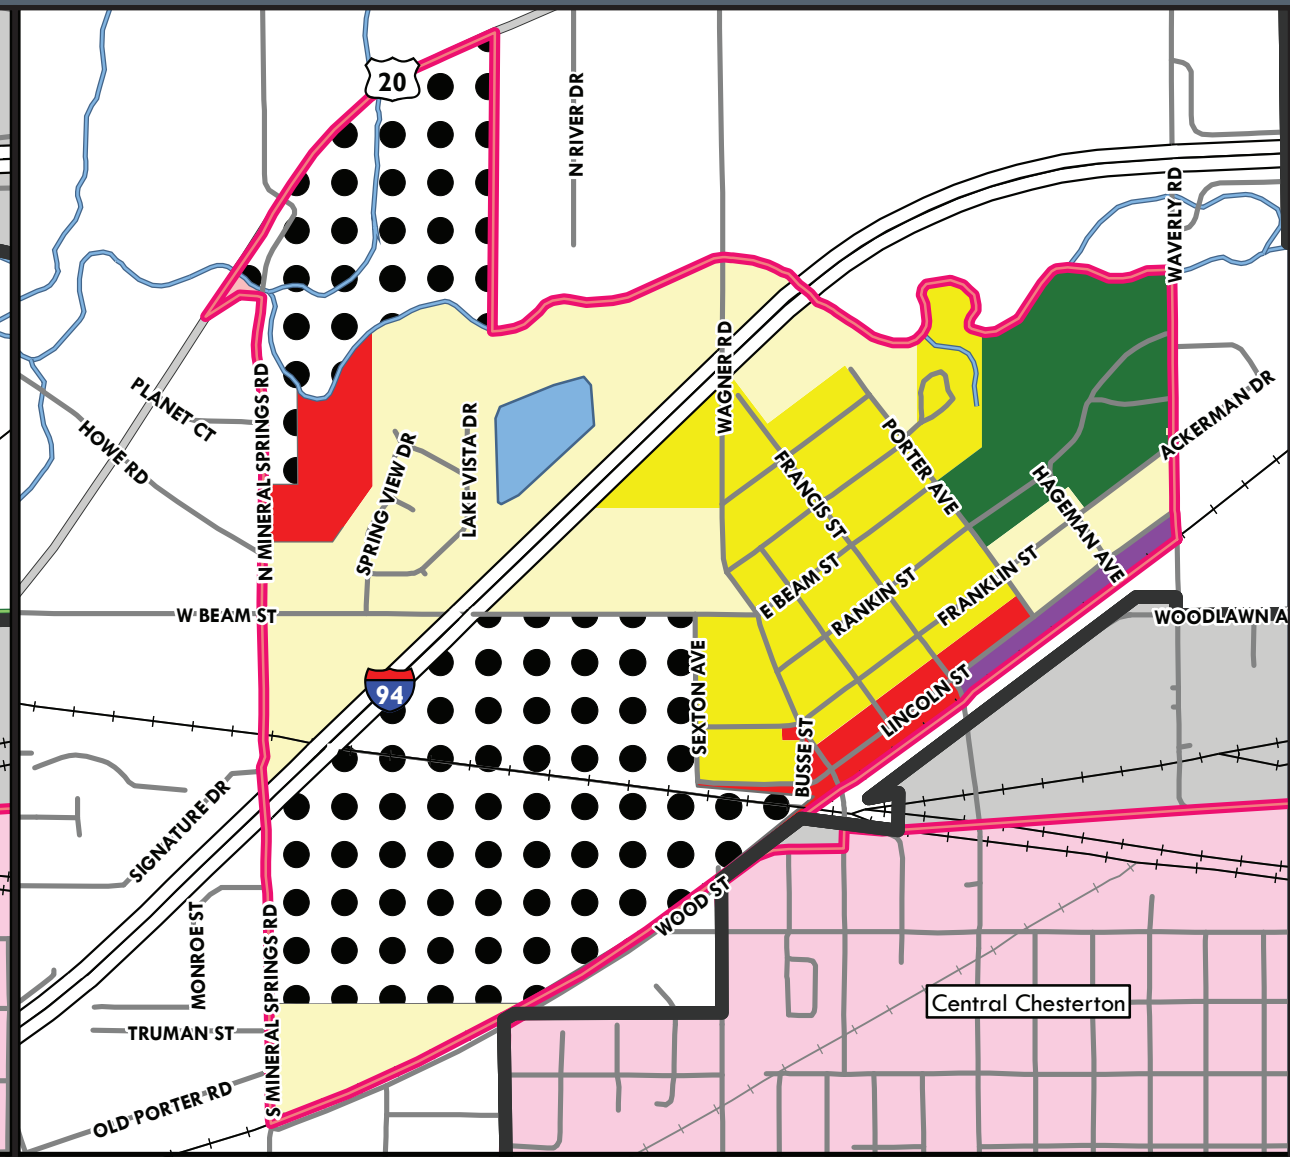 20
N RIVER DR
WAVERLY RD
PLANET CT
HOWE RD
N MINERAL SPRINGS RD
SPRING VIEW DR
LAKE VISTA DR
WAGNER RD
PORTER AVE
FRANCIS ST
ACKERMAN DR
HAGEMAN AVE
E BEAM ST
RANKIN ST
FRANKLIN ST
W BEAM ST
WOODLAWN A
94
SEXTON AVE
BUSSE ST
LINCOLN ST
SIGNATURE DR
MONROE ST
WOOD ST
S MINERAL SPRINGS RD
TRUMAN ST
OLD PORTER RD
Central Chesterton